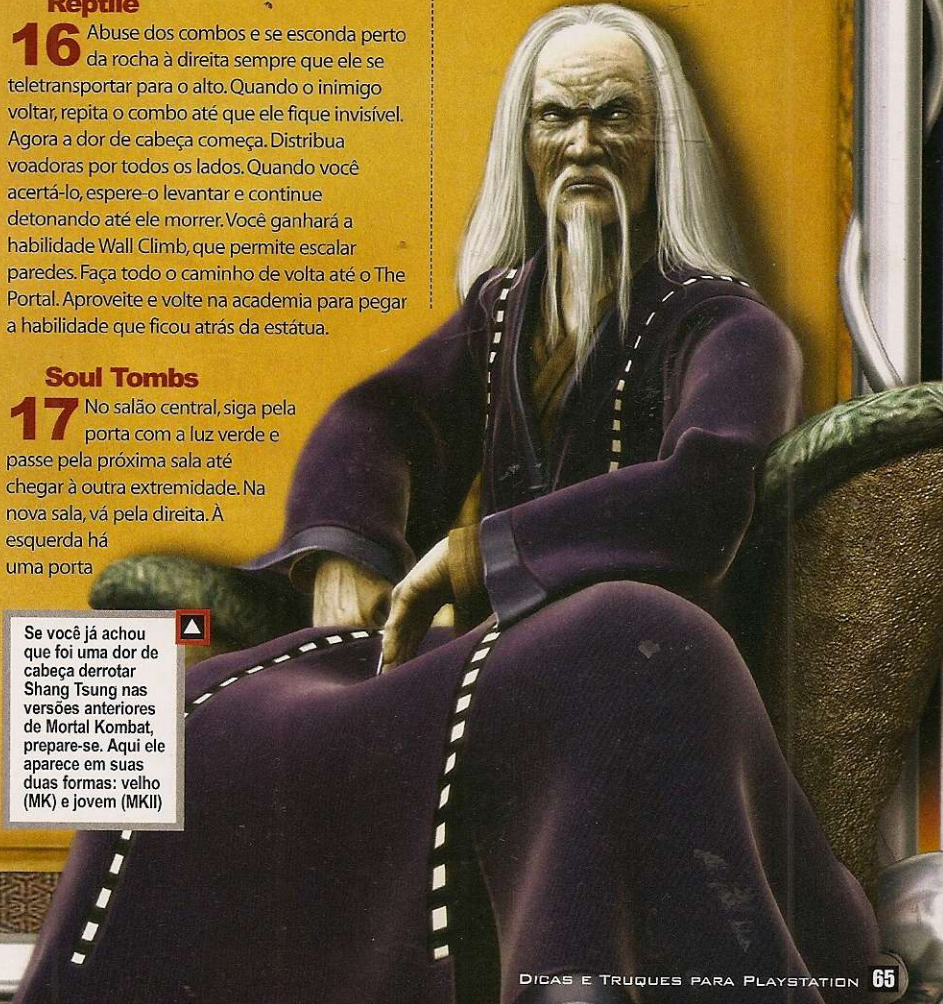 Reptile
16 Abuse dos combos e se esconda perto
da rocha à direita sempre que ele se
teletransportar para o alto. Quando o inimigo
voltar, repita o combo até que ele fique invisível.
Agora a dor de cabeça começa. Distribua
voadoras por todos os lados. Quando você
acertá-lo, espere-o levantar e continue
detonando até ele morrer. Você ganhará a
habilidade Wall Climb, que permite escalar
paredes. Faça todo o caminho de volta até o The
Portal. Aproveite e volte na academia para pegar
a habilidade que ficou atrás da estátua.
Soul Tombs
17 No salão central, siga pela
porta com a luz verde e
passe pela próxima sala até
chegar à outra extremidade. Na
nova sala, vá pela direita. À
esquerda há
uma porta
Se você já achou
que foi uma dor de
cabeça derrotar
Shang Tsung nas
versões anteriores
de Mortal Kombat,
prepare-se. Aqui ele
aparece em suas
duas formas: velho
(MK) e jovem (MKII)
DICAS E TRUQUES PARA PLAYSTATION 65